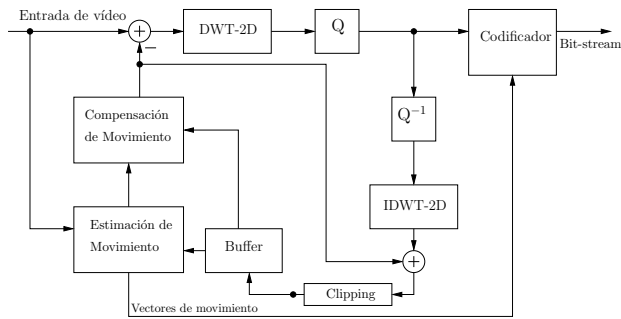 Entrada de vídeo
+
−
DWT-2D
Q
Codificador
Bit-stream
Compensación
de Movimiento
Q⁻¹
Estimación de
Movimiento
Buffer
IDWT-2D
+
Clipping
Vectores de movimiento